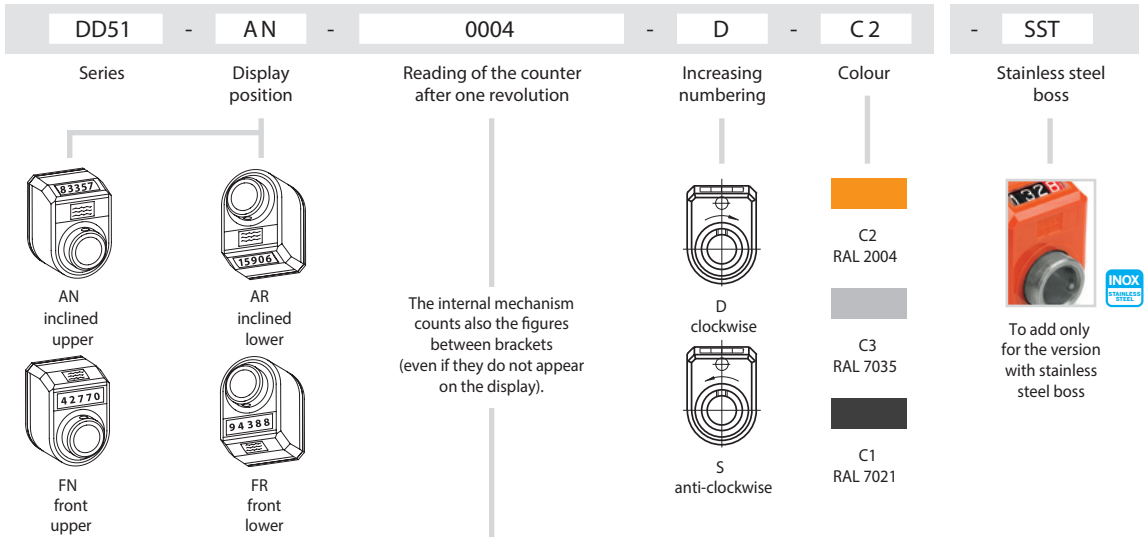 DD51 - AN - 0004 - D - C2 - SST
Series
Display
position
Reading of the counter
after one revolution
Increasing
numbering
Colour
Stainless steel
boss
83357
AN
inclined
upper
15906
AR
inclined
lower
42770
FN
front
upper
94388
FR
front
lower
The internal mechanism
counts also the figures
between brackets
(even if they do not appear
on the display).
D
clockwise
S
anti-clockwise
C2
RAL 2004
C3
RAL 7035
C1
RAL 7021
132
INOX
STAINLESS
STEEL
To add only
for the version
with stainless
steel boss